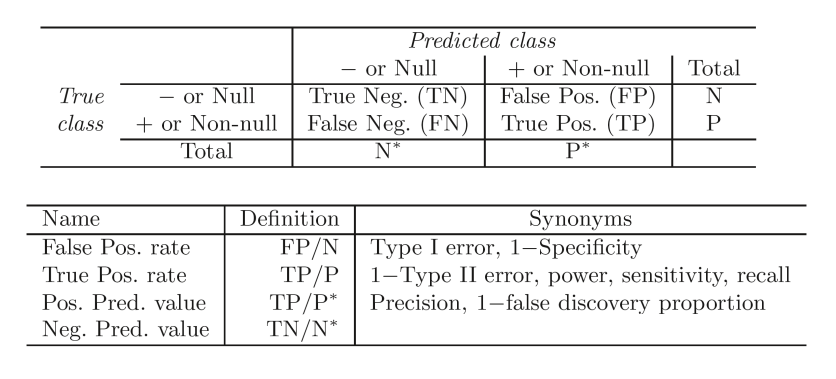 Predicted class
− or Null + or Non-null Total
True − or Null True Neg. (TN) False Pos. (FP) N
class + or Non-null False Neg. (FN) True Pos. (TP) P
Total N* P*
Name Definition Synonyms
False Pos. rate FP/N Type I error, 1−Specificity
True Pos. rate TP/P 1−Type II error, power, sensitivity, recall
Pos. Pred. value TP/P* Precision, 1−false discovery proportion
Neg. Pred. value TN/N*